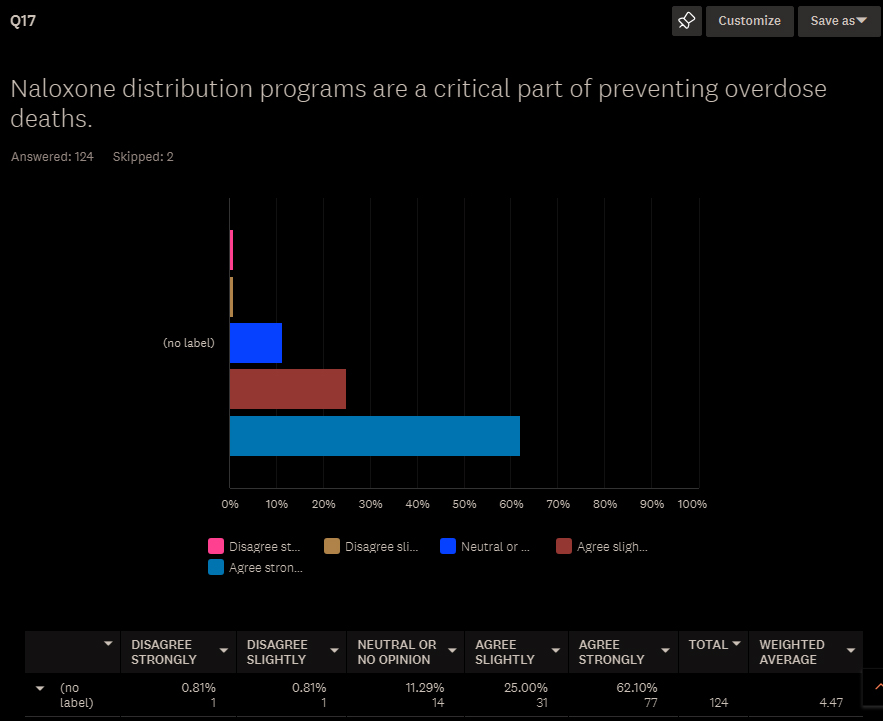 Q17
Customize
Save as
Naloxone distribution programs are a critical part of preventing overdose
deaths.
Answered: 124 Skipped: 2
(no label)
0% 10% 20% 30% 40% 50% 60% 70% 80% 90% 100%
Disagree st... Disagree sli... Neutral or ... Agree sligh...
Agree stron...
DISAGREE STRONGLY DISAGREE SLIGHTLY NEUTRAL OR NO OPINION AGREE SLIGHTLY AGREE STRONGLY TOTAL WEIGHTED AVERAGE
(no 0.81% 0.81% 11.29% 25.00% 62.10%
label) 1 1 14 31 77 124 4.47